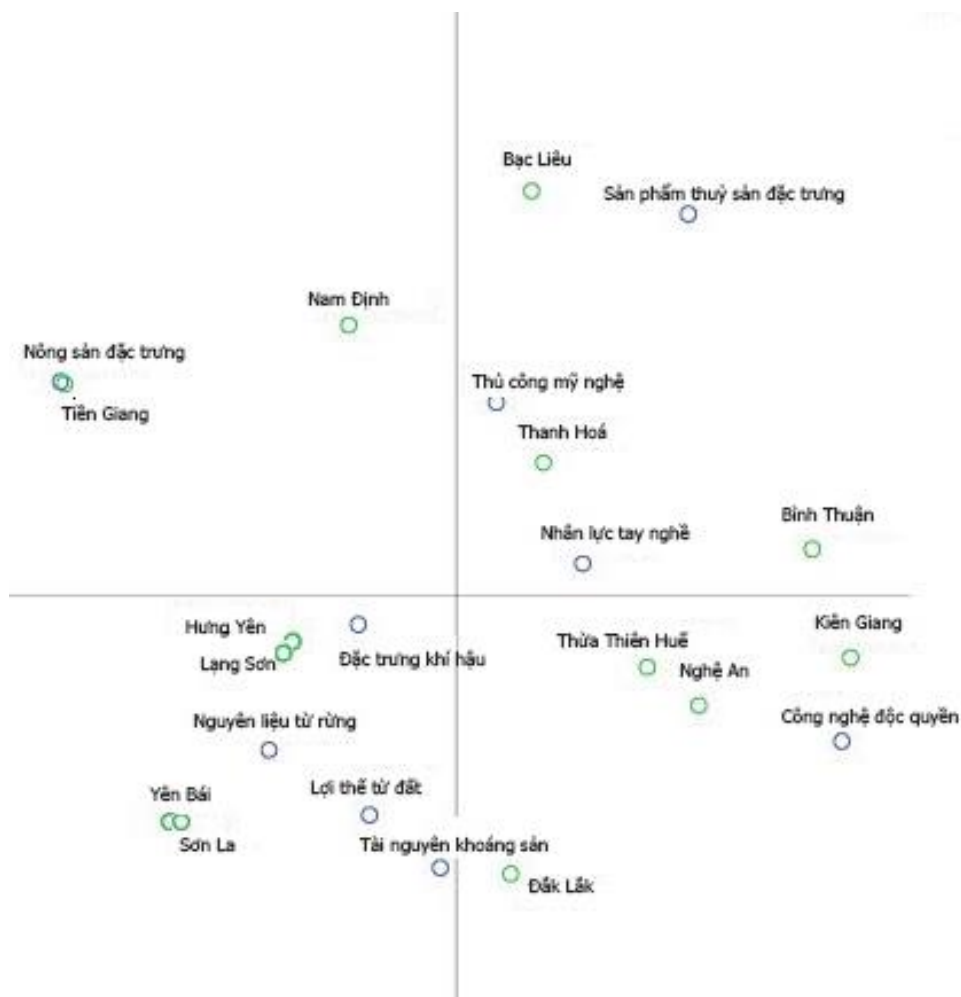 Bạc Liêu
Sản phẩm thuỷ sản đặc trưng
Nam Định
Nông sản đặc trưng
Tiền Giang
Thủ công mỹ nghệ
Thanh Hoá
Bình Thuận
Nhân lực tay nghề
Hưng Yên
Lạng Sơn
Đặc trưng khí hậu
Thừa Thiên Huế
Nghệ An
Kiên Giang
Công nghệ độc quyền
Nguyên liệu từ rừng
Yên Bái
Sơn La
Lợi thế từ đất
Tài nguyên khoáng sản
Đắk Lắk